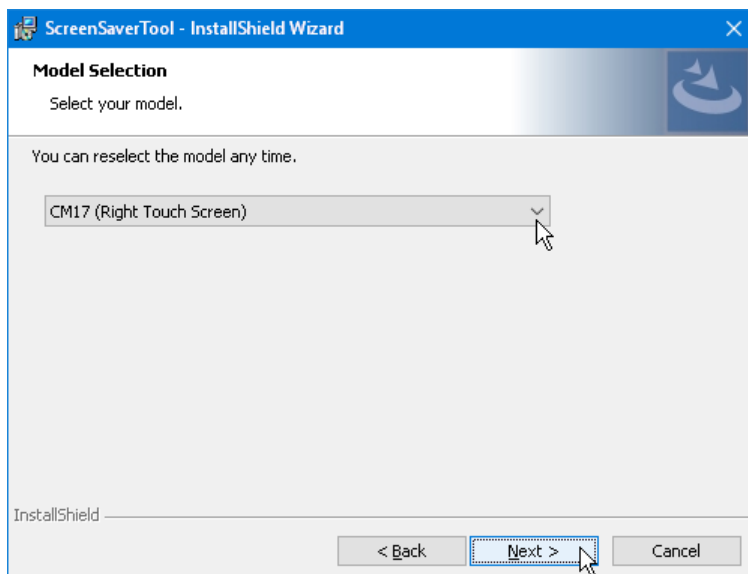 ScreenSaverTool - InstallShield Wizard
Model Selection
Select your model.
You can reselect the model any time.
CM17 (Right Touch Screen)
InstallShield
< Back
Next >
Cancel